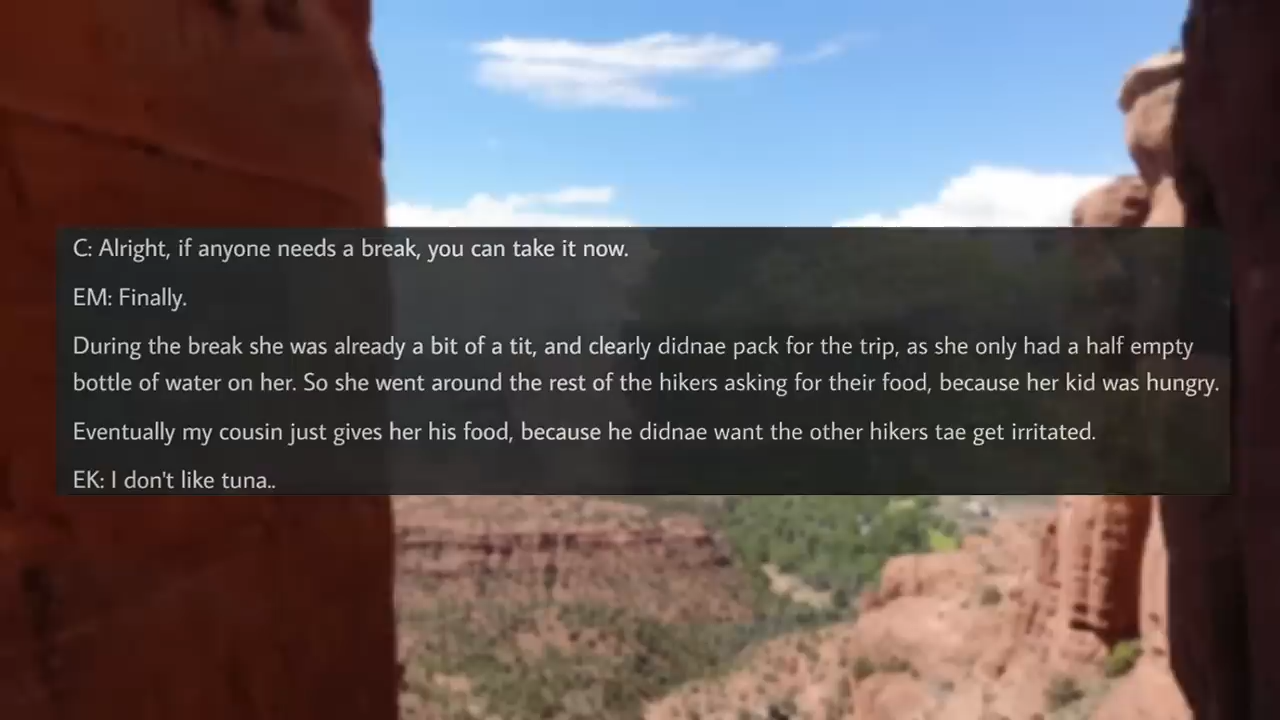 C: Alright, if anyone needs a break, you can take it now.
EM: Finally.
During the break she was already a bit of a tit, and clearly didnae pack for the trip, as she only had a half empty
bottle of water on her. So she went around the rest of the hikers asking for their food, because her kid was hungry.
Eventually my cousin just gives her his food, because he didnae want the other hikers tae get irritated.
EK: I don't like tuna..